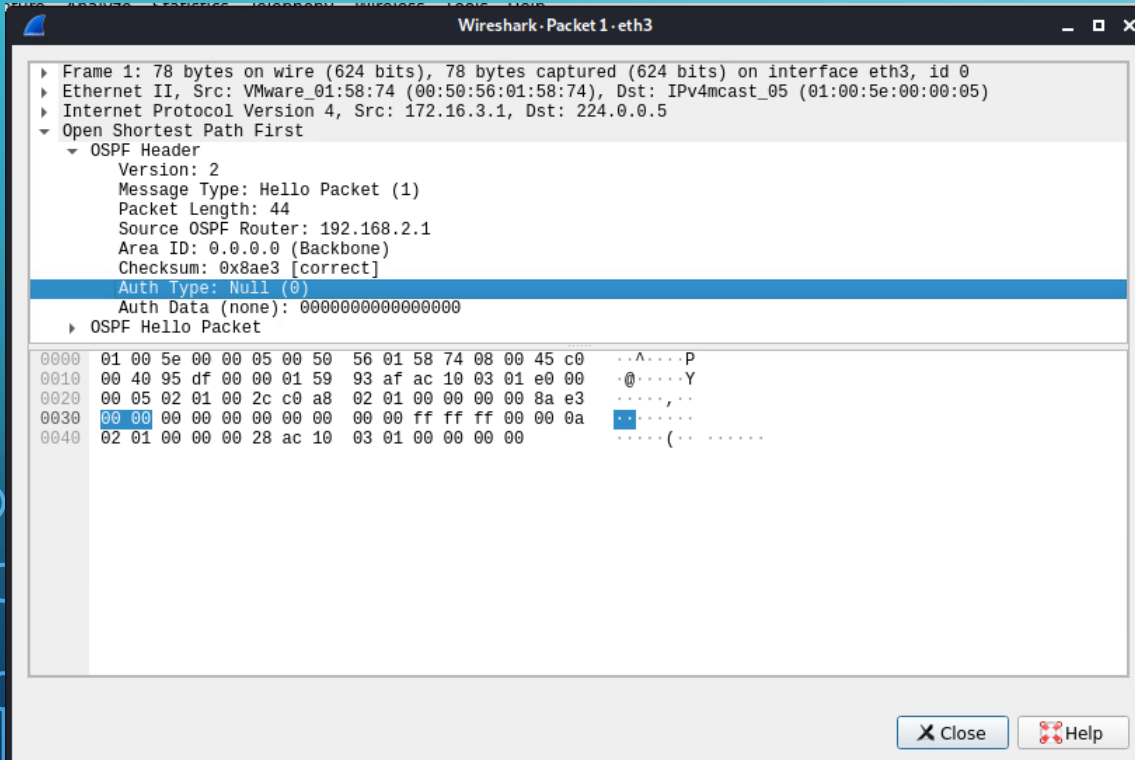 Wireshark · Packet 1 · eth3
Frame 1: 78 bytes on wire (624 bits), 78 bytes captured (624 bits) on interface eth3, id 0
Ethernet II, Src: VMware_01:58:74 (00:50:56:01:58:74), Dst: IPv4mcast_05 (01:00:5e:00:00:05)
Internet Protocol Version 4, Src: 172.16.3.1, Dst: 224.0.0.5
Open Shortest Path First
OSPF Header
Version: 2
Message Type: Hello Packet (1)
Packet Length: 44
Source OSPF Router: 192.168.2.1
Area ID: 0.0.0.0 (Backbone)
Checksum: 0x8ae3 [correct]
Auth Type: Null (0)
Auth Data (none): 0000000000000000
OSPF Hello Packet
0000 01 00 5e 00 00 05 00 50 56 01 58 74 08 00 45 c0 ··^····P
0010 00 40 95 df 00 00 01 59 93 af ac 10 03 01 e0 00 ·@·····Y
0020 00 05 02 01 00 2c c0 a8 02 01 00 00 00 00 8a e3 ·····,··
0030 00 00 00 00 00 00 00 00 00 00 ff ff ff 00 00 0a ········
0040 02 01 00 00 00 28 ac 10 03 01 00 00 00 00 ·····(·· ······
Close
Help